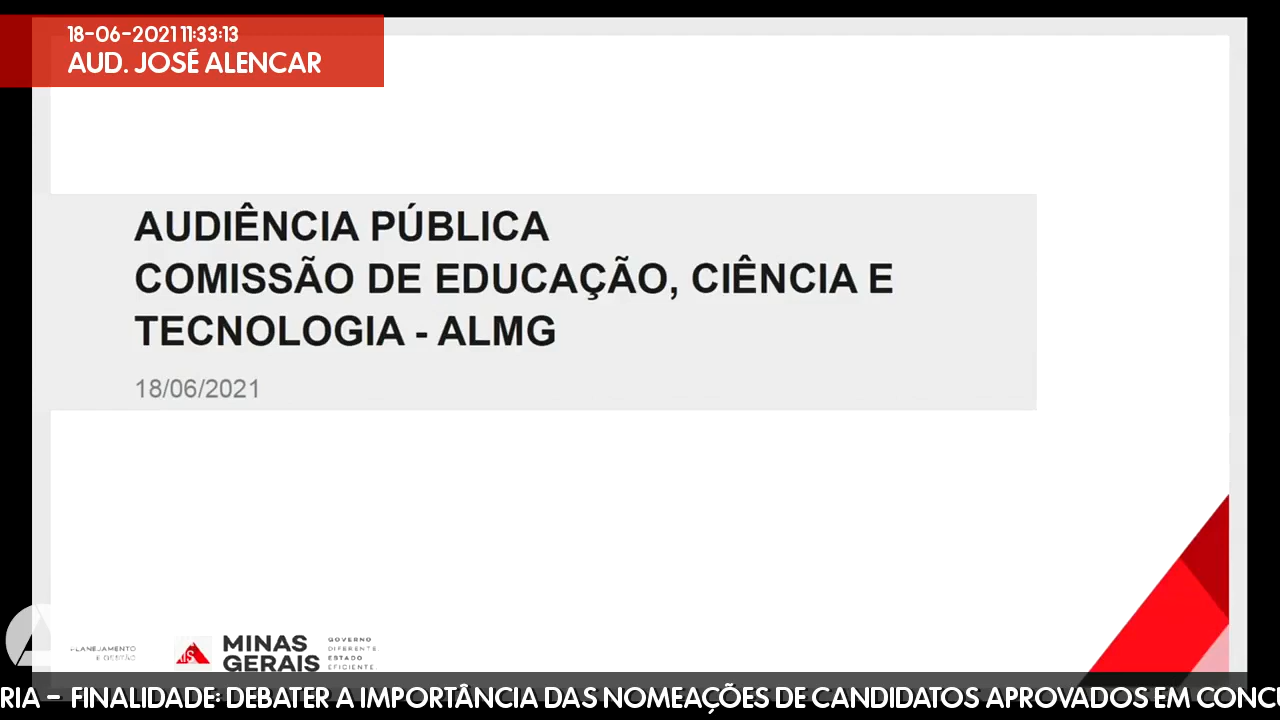 18-06-2021 11:33:13
AUD. JOSÉ ALENCAR
AUDIÊNCIA PÚBLICA
COMISSÃO DE EDUCAÇÃO, CIÊNCIA E
TECNOLOGIA - ALMG
18/06/2021
PLANEJAMENTO
E GESTÃO
MINAS
GERAIS
GOVERNO
DIFERENTE.
ESTADO
EFICIENTE.
RIA - FINALIDADE: DEBATER A IMPORTÂNCIA DAS NOMEAÇÕES DE CANDIDATOS APROVADOS EM CONCU